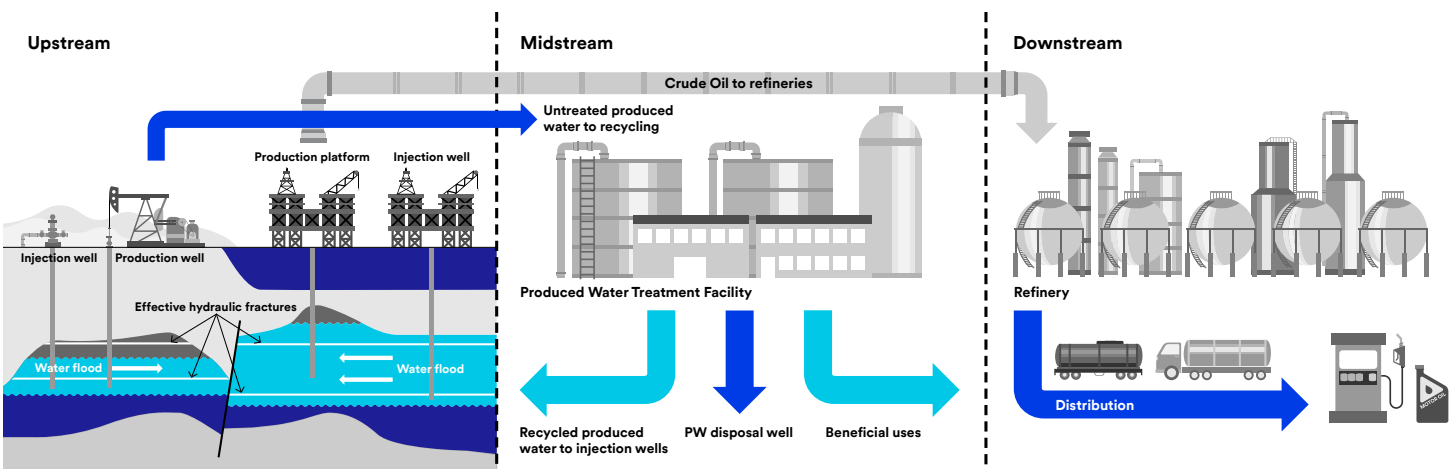 Upstream
Midstream
Downstream
Crude Oil to refineries
Untreated produced
water to recycling
Production platform
Injection well
Injection well
Production well
Effective hydraulic fractures
Water flood
Water flood
Produced Water Treatment Facility
Recycled produced
water to injection wells
PW disposal well
Beneficial uses
Refinery
Distribution
MOTOR OIL